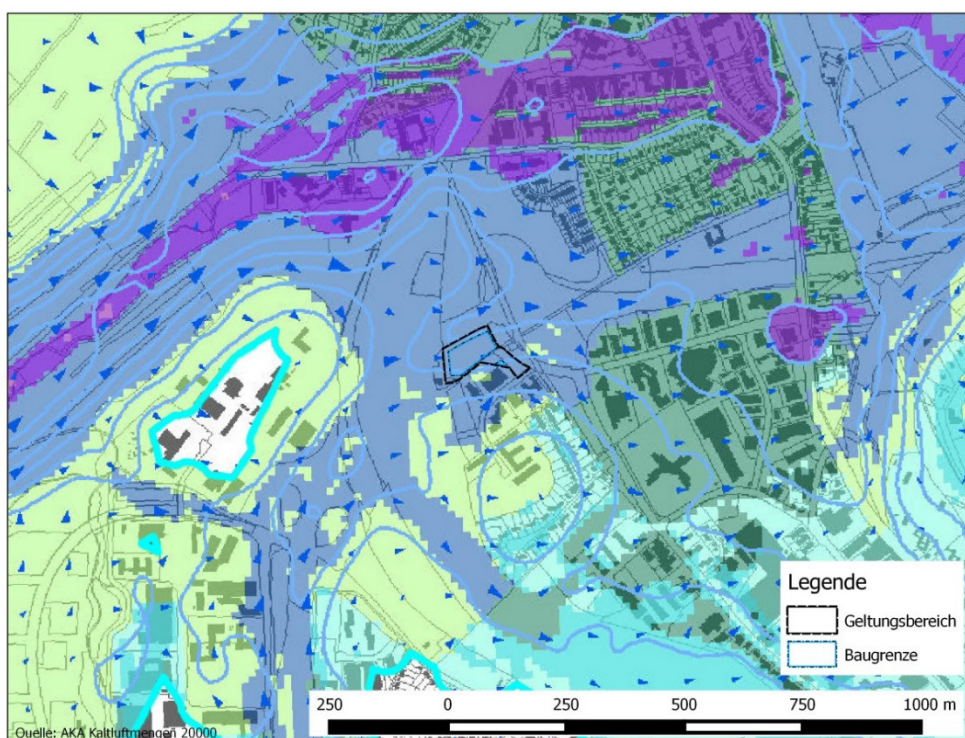 Legende
Geltungsbereich
Baugrenze
250 0 250 500 750 1000 m
Quelle: AKA Kaltluftmengen 20000